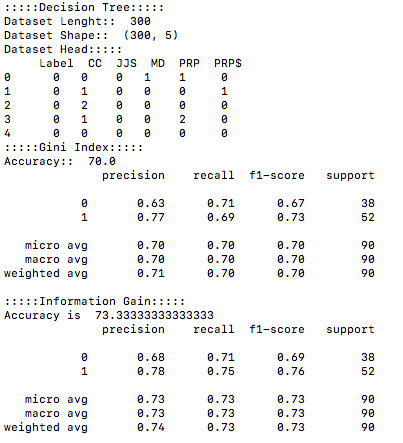 :::::Decision Tree:::::
Dataset Lenght::  300
Dataset Shape::  (300, 5)
Dataset Head:::::
     Label  CC  JJS  MD  PRP  PRP$
0      0   0    0   1    1     0
1      0   1    0   0    0     1
2      0   2    0   0    0     0
3      0   1    0   0    2     0
4      0   0    0   0    0     0
:::::Gini Index:::::
Accuracy::  70.0
              precision    recall  f1-score   support

           0       0.63      0.71      0.67        38
           1       0.77      0.69      0.73        52

   micro avg       0.70      0.70      0.70        90
   macro avg       0.70      0.70      0.70        90
weighted avg       0.71      0.70      0.70        90

:::::Information Gain:::::
Accuracy is  73.33333333333333
              precision    recall  f1-score   support

           0       0.68      0.71      0.69        38
           1       0.78      0.75      0.76        52

   micro avg       0.73      0.73      0.73        90
   macro avg       0.73      0.73      0.73        90
weighted avg       0.74      0.73      0.73        90